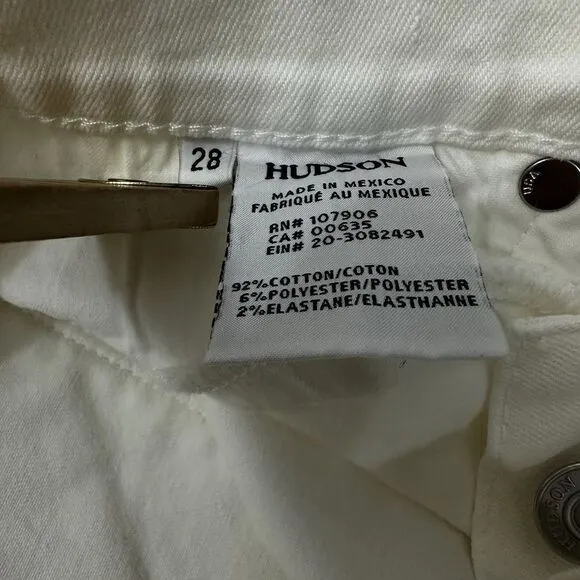 28
HUDSON
MADE IN MEXICO
FABRIQUÉ AU MEXIQUE
RN# 107906
CA# 00635
EIN# 20-3082491
92%COTTON/COTON
6%POLYESTER/POLYESTER
2%ELASTANE/ELASTHANNE
USA